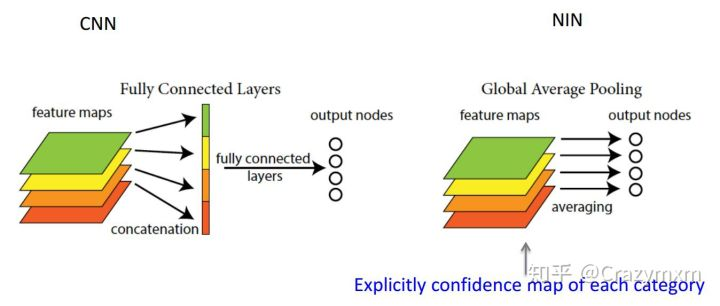 CNN
NIN
Fully Connected Layers
Global Average Pooling
feature maps
output nodes
fully connected
layers
concatenation
feature maps
output nodes
averaging
知乎 @Crazymxm
Explicitly confidence map of each category